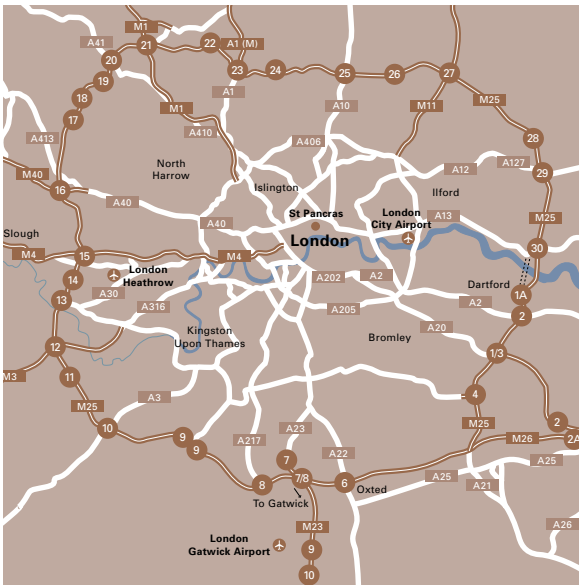 M1
A41
21
22
A1 (M)
20
23
24
25
26
27
19
A1
18
M1
A10
M11
M25
17
A410
A413
A406
28
North
Harrow
A127
M40
A12
29
16
Islington
Ilford
A40
St Pancras
London
City Airport
A13
M25
A40
London
Slough
30
M4
15
M4
14
London
Heathrow
A202
A2
Dartford
A30
1A
13
A316
A205
A2
2
Kingston
Upon Thames
Bromley
A20
12
1/3
M3
11
A3
4
M25
10
M25
2
9
A23
M26
2A
9
A217
7
A22
A25
8
7/8
6
Oxted
A25
A21
To Gatwick
M23
A26
London
Gatwick Airport
9
10